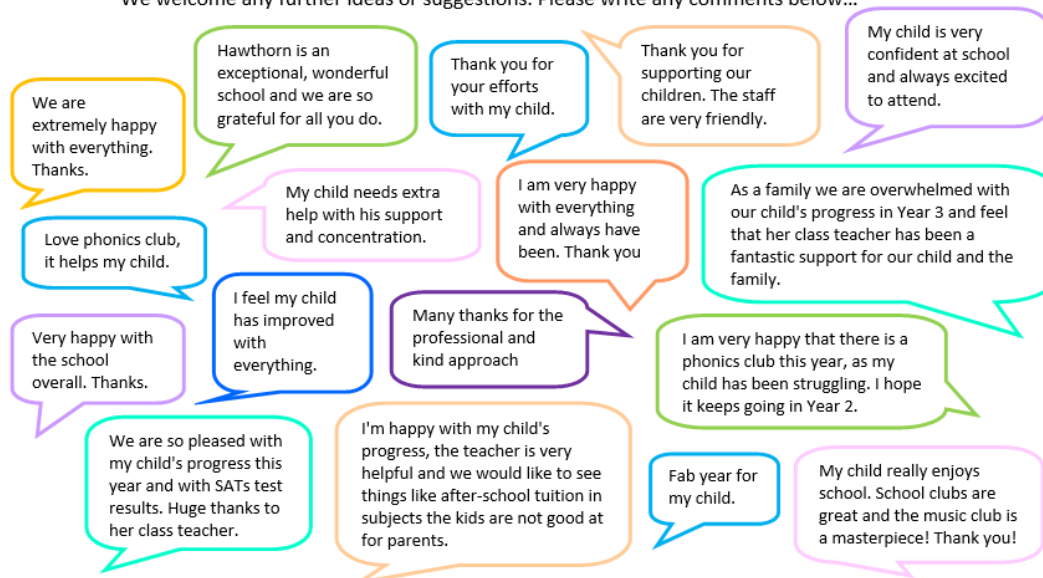 We welcome any further ideas or suggestions. Please write any comments below...
My child is very
confident at school
and always excited
to attend.
Hawthorn is an
exceptional, wonderful
school and we are so
grateful for all you do.
Thank you for
your efforts
with my child.
Thank you for
supporting our
children. The staff
are very friendly.
We are
extremely happy
with everything.
Thanks.
My child needs extra
help with his support
and concentration.
I am very happy
with everything
and always have
been. Thank you
As a family we are overwhelmed with
our child's progress in Year 3 and feel
that her class teacher has been a
fantastic support for our child and the
family.
Love phonics club,
it helps my child.
I feel my child
has improved
with
everything.
Many thanks for the
professional and
kind approach
Very happy with
the school
overall. Thanks.
I am very happy that there is a
phonics club this year, as my
child has been struggling. I hope
it keeps going in Year 2.
We are so pleased with
my child's progress this
year and with SATs test
results. Huge thanks to
her class teacher.
I'm happy with my child's
progress, the teacher is very
helpful and we would like to see
things like after-school tuition in
subjects the kids are not good at
for parents.
Fab year for
my child.
My child really enjoys
school. School clubs are
great and the music club is
a masterpiece! Thank you!